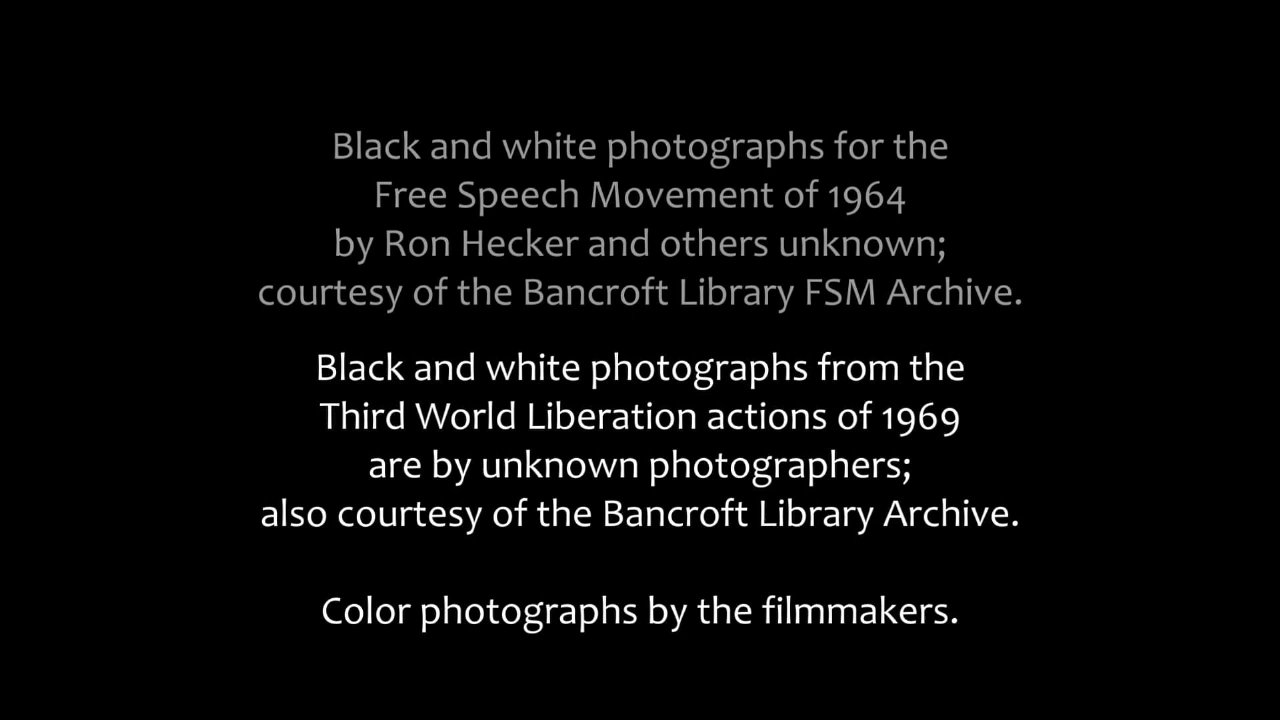 Black and white photographs for the
Free Speech Movement of 1964
by Ron Hecker and others unknown;
courtesy of the Bancroft Library FSM Archive.
Black and white photographs from the
Third World Liberation actions of 1969
are by unknown photographers;
also courtesy of the Bancroft Library Archive.
Color photographs by the filmmakers.